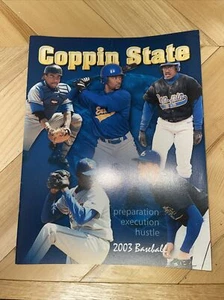 Coppin State
preparation
execution
hustle
2003 Baseball